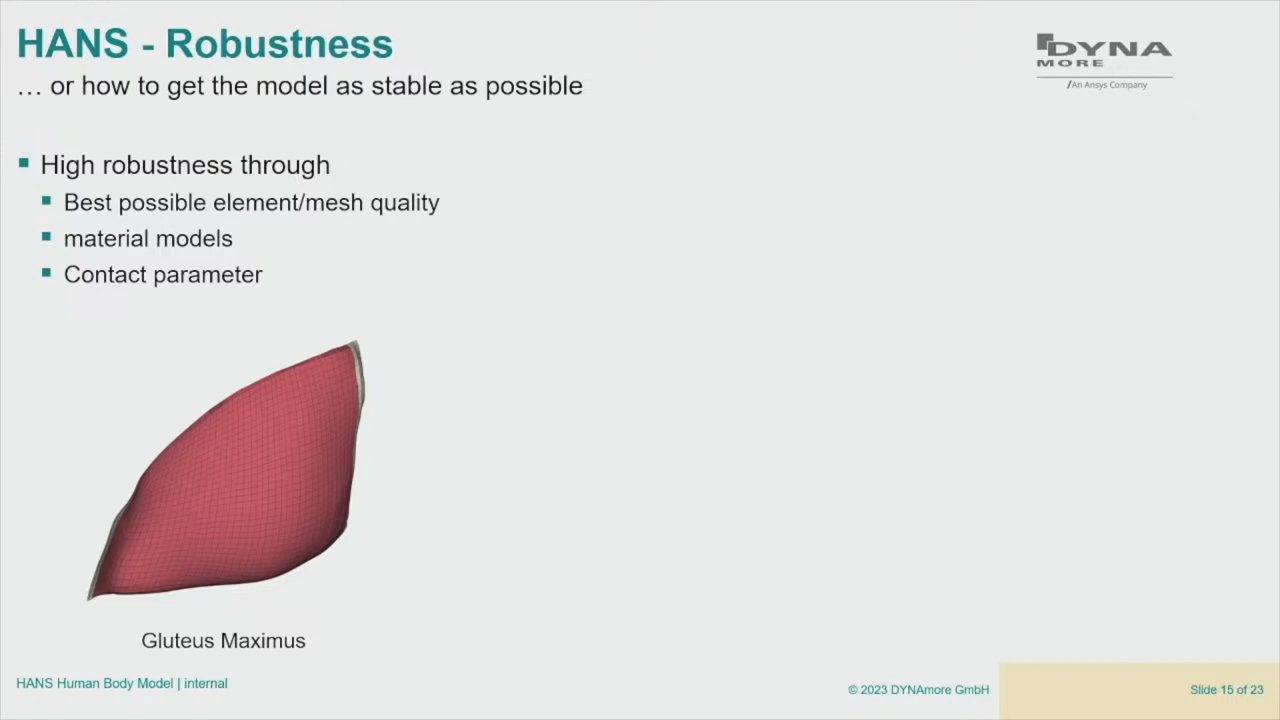 HANS - Robustness
… or how to get the model as stable as possible
DYNA
MORE
/An Ansys Company
High robustness through
Best possible element/mesh quality
material models
Contact parameter
Gluteus Maximus
HANS Human Body Model | internal
© 2023 DYNAmore GmbH
Slide 15 of 23